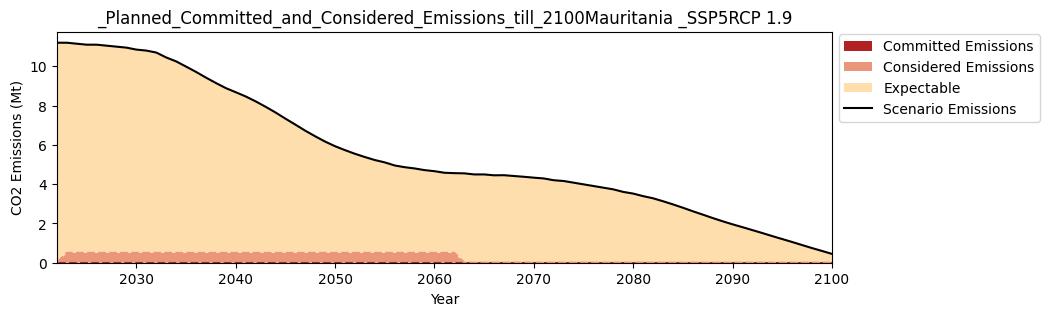 _Planned_Committed_and_Considered_Emissions_till_2100Mauritania _SSP5RCP 1.9
CO2 Emissions (Mt)
10
8
6
4
2
0
2030 2040 2050 2060 2070 2080 2090 2100
Year
Committed Emissions
Considered Emissions
Expectable
Scenario Emissions